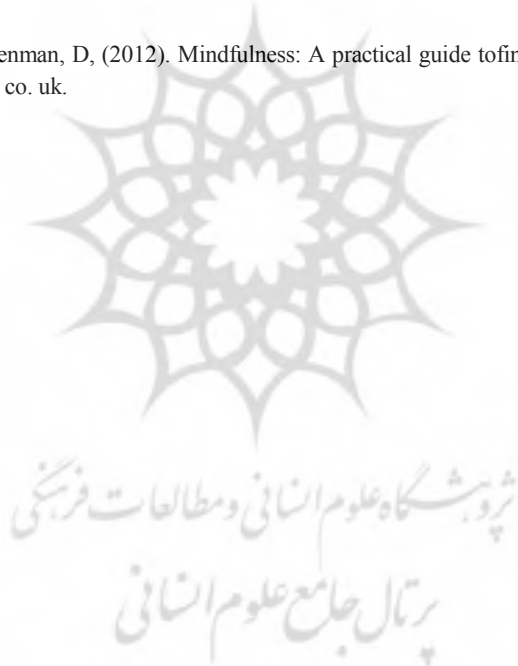 enman, D, (2012). Mindfulness: A practical guide tofin
co. uk.
پژوهشگاه علوم انسانی و مطالعات فرهنگی
پرتال جامع علوم انسانی